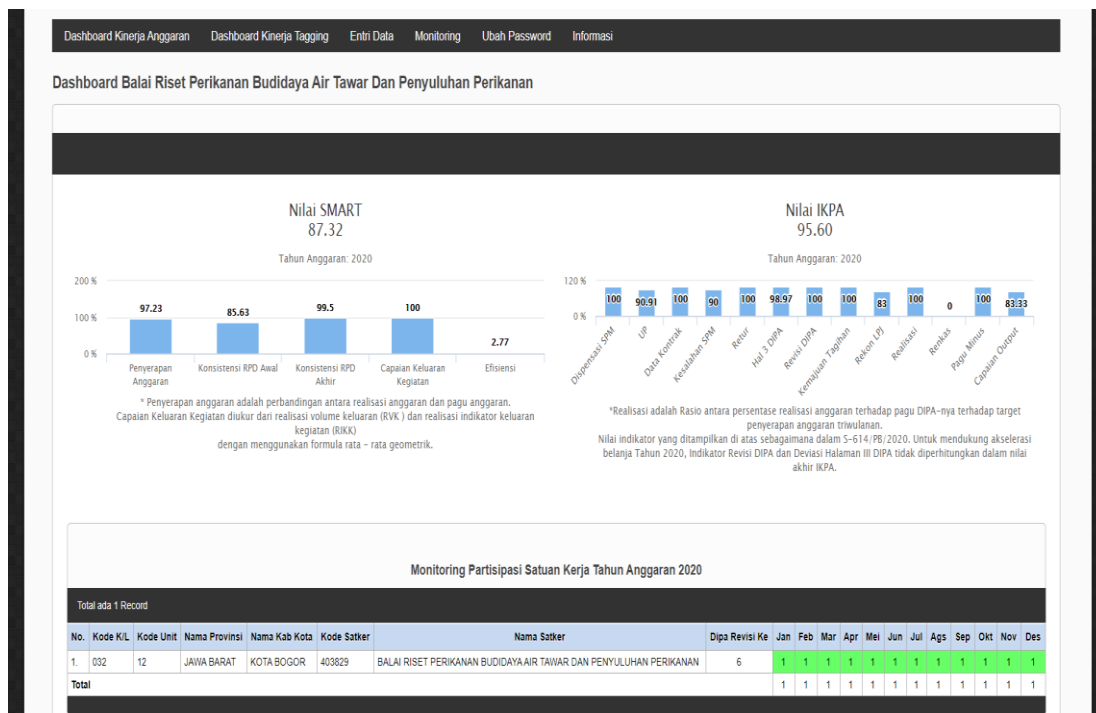 Dashboard Kinerja Anggaran Dashboard Kinerja Tagging Entri Data Monitoring Ubah Password Informasi
Dashboard Balai Riset Perikanan Budidaya Air Tawar Dan Penyuluhan Perikanan
Nilai SMART
87.32
Tahun Anggaran: 2020
200 %
100 %
0 %
97.23 85.63 99.5 100 2.77
Penyerapan Anggaran Konsistensi RPD Awal Konsistensi RPD Akhir Capaian Keluaran Kegiatan Efisiensi
* Penyerapan anggaran adalah perbandingan antara realisasi anggaran dan pagu anggaran.
Capaian Keluaran Kegiatan diukur dari realisasi volume keluaran (RVK ) dan realisasi indikator keluaran
kegiatan (RIKK)
dengan menggunakan formula rata – rata geometrik.
Nilai IKPA
95.60
Tahun Anggaran: 2020
120 %
0 %
100 90.91 100 90 100 98.97 100 100 83 100 0 100 83.33
Dispensasi SPM UP Data Kontrak Kesalahan SPM Retur Hal 3 DIPA Revisi DIPA Kemajuan Tagihan Rekon LPJ Realisasi Renkas Pagu Minus Capaian Output
*Realisasi adalah Rasio antara persentase realisasi anggaran terhadap pagu DIPA-nya terhadap target
penyerapan anggaran triwulanan.
Nilai indikator yang ditampilkan di atas sebagaimana dalam S-614/PB/2020. Untuk mendukung akselerasi
belanja Tahun 2020, Indikator Revisi DIPA dan Deviasi Halaman III DIPA tidak diperhitungkan dalam nilai
akhir IKPA.
Monitoring Partisipasi Satuan Kerja Tahun Anggaran 2020
Total ada 1 Record
No. Kode K/L Kode Unit Nama Provinsi Nama Kab Kota Kode Satker Nama Satker Dipa Revisi Ke Jan Feb Mar Apr Mei Jun Jul Ags Sep Okt Nov Des
1. 032 12 JAWA BARAT KOTA BOGOR 403829 BALAI RISET PERIKANAN BUDIDAYA AIR TAWAR DAN PENYULUHAN PERIKANAN 6 1 1 1 1 1 1 1 1 1 1 1 1
Total 1 1 1 1 1 1 1 1 1 1 1 1